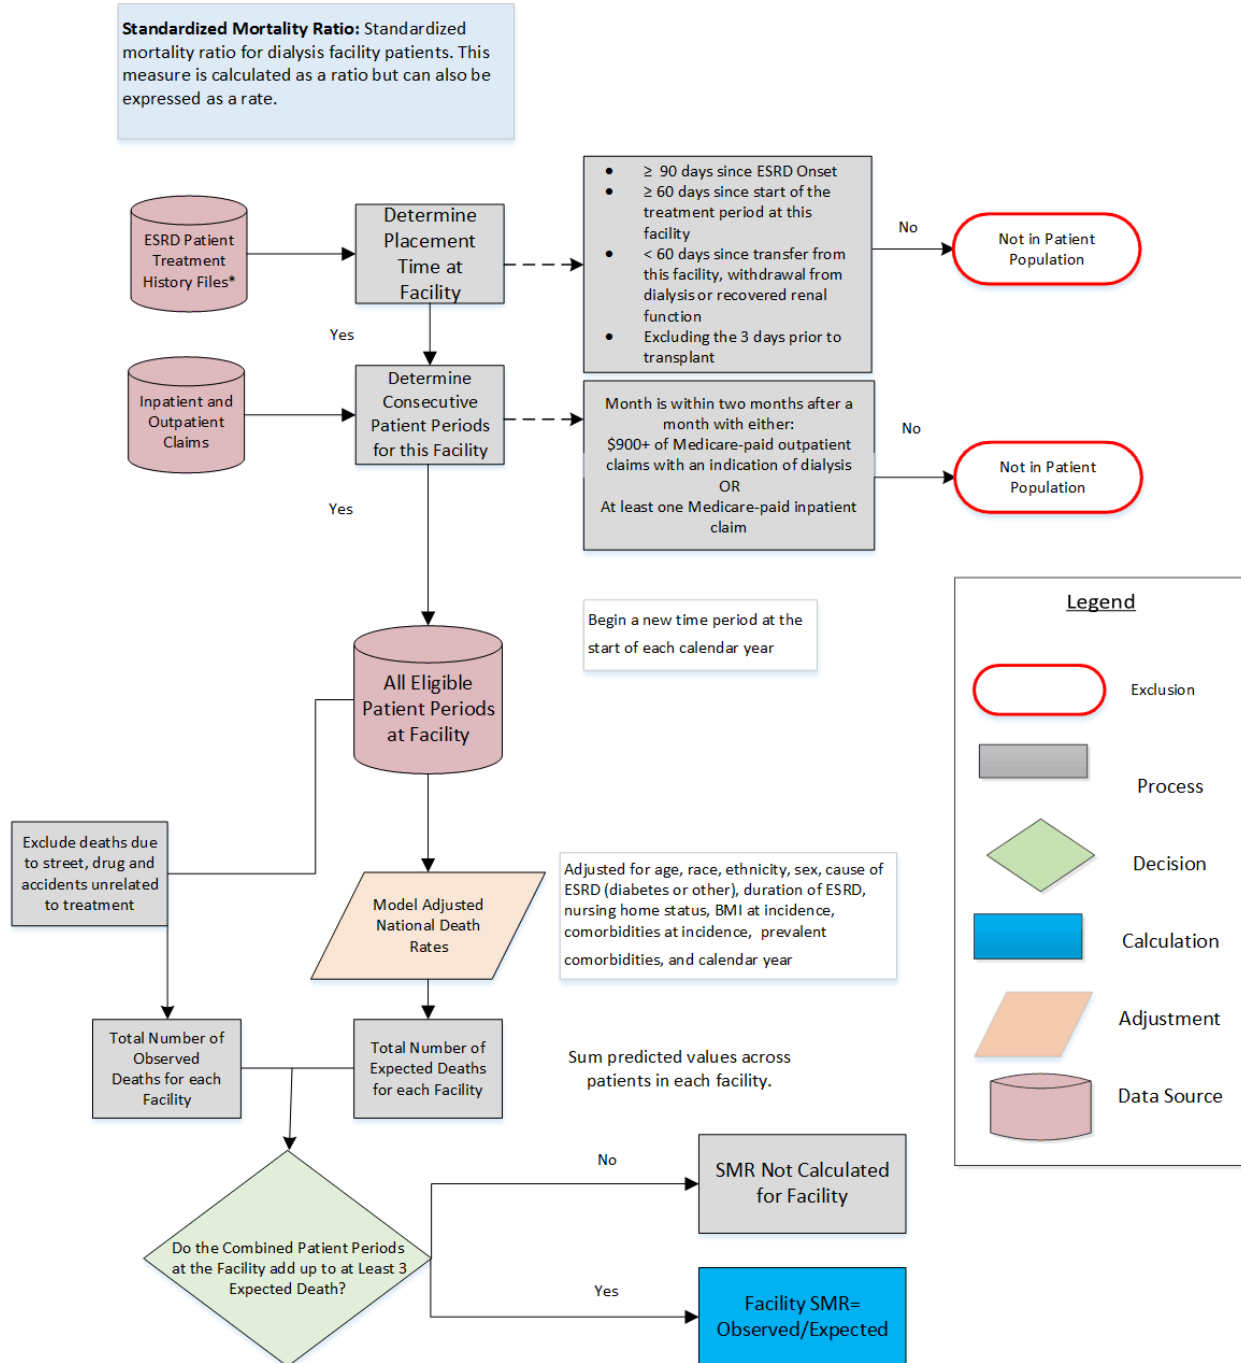 Standardized Mortality Ratio: Standardized
mortality ratio for dialysis facility patients. This
measure is calculated as a ratio but can also be
expressed as a rate.
ESRD Patient
Treatment
History Files*
Determine
Placement
Time at
Facility
• ≥ 90 days since ESRD Onset
• ≥ 60 days since start of the
treatment period at this
facility
• < 60 days since transfer from
this facility, withdrawal from
dialysis or recovered renal
function
• Excluding the 3 days prior to
transplant
No
Not in Patient
Population
Yes
Inpatient and
Outpatient
Claims
Determine
Consecutive
Patient Periods
for this Facility
Month is within two months after a
month with either:
$900+ of Medicare-paid outpatient
claims with an indication of dialysis
OR
At least one Medicare-paid inpatient
claim
No
Not in Patient
Population
Yes
Begin a new time period at the
start of each calendar year
All Eligible
Patient Periods
at Facility
Exclude deaths due
to street, drug and
accidents unrelated
to treatment
Model Adjusted
National Death
Rates
Adjusted for age, race, ethnicity, sex, cause of
ESRD (diabetes or other), duration of ESRD,
nursing home status, BMI at incidence,
comorbidities at incidence, prevalent
comorbidities, and calendar year
Total Number of
Observed
Deaths for each
Facility
Total Number of
Expected Deaths
for each Facility
Sum predicted values across
patients in each facility.
Do the Combined Patient Periods
at the Facility add up to at Least 3
Expected Death?
No
SMR Not Calculated
for Facility
Yes
Facility SMR=
Observed/Expected
Legend
Exclusion
Process
Decision
Calculation
Adjustment
Data Source